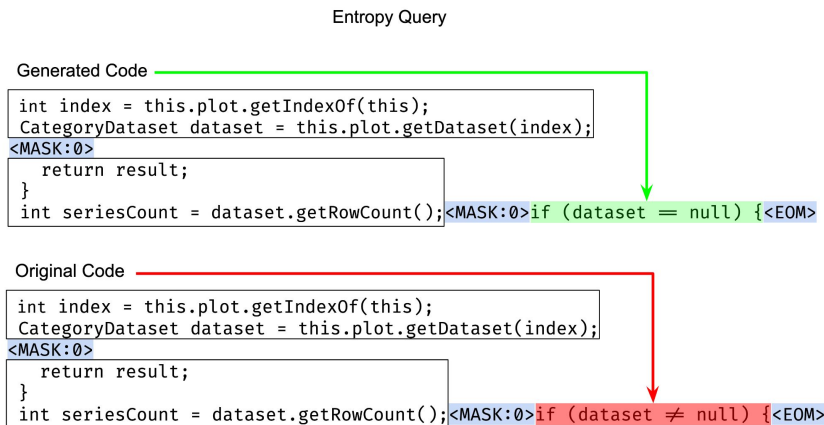 Entropy Query
Generated Code
int index = this.plot.getIndexOf(this);
CategoryDataset dataset = this.plot.getDataset(index);
<MASK:0>
return result;
}
int seriesCount = dataset.getRowCount();<MASK:0>if (dataset == null) {<EOM>
Original Code
int index = this.plot.getIndexOf(this);
CategoryDataset dataset = this.plot.getDataset(index);
<MASK:0>
return result;
}
int seriesCount = dataset.getRowCount();<MASK:0>if (dataset ≠ null) {<EOM>